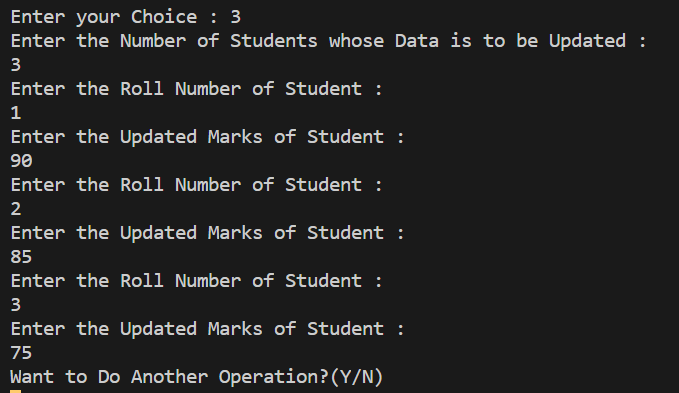 Enter your Choice : 3
Enter the Number of Students whose Data is to be Updated :
3
Enter the Roll Number of Student :
1
Enter the Updated Marks of Student :
90
Enter the Roll Number of Student :
2
Enter the Updated Marks of Student :
85
Enter the Roll Number of Student :
3
Enter the Updated Marks of Student :
75
Want to Do Another Operation?(Y/N)